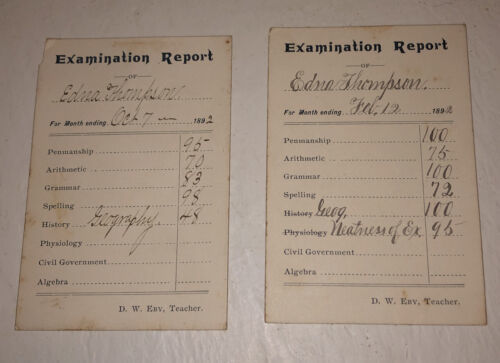 Examination Report
OF
Edna Thompson.
For Month ending, Oct. 7 1892
Penmanship 95
Arithmetic 70
Grammar 83
Spelling 98
History Geography. 48
Physiology
Civil Government
Algebra
D. W. EBY, Teacher.
Examination Report
OF
Edna Thompson.
For Month ending, Feb. 12 1892
Penmanship 100
Arithmetic 75
Grammar 100
Spelling 72
History Geog. 100
Physiology Neatness of Ex. 95
Civil Government
Algebra
D. W. EBY, Teacher.